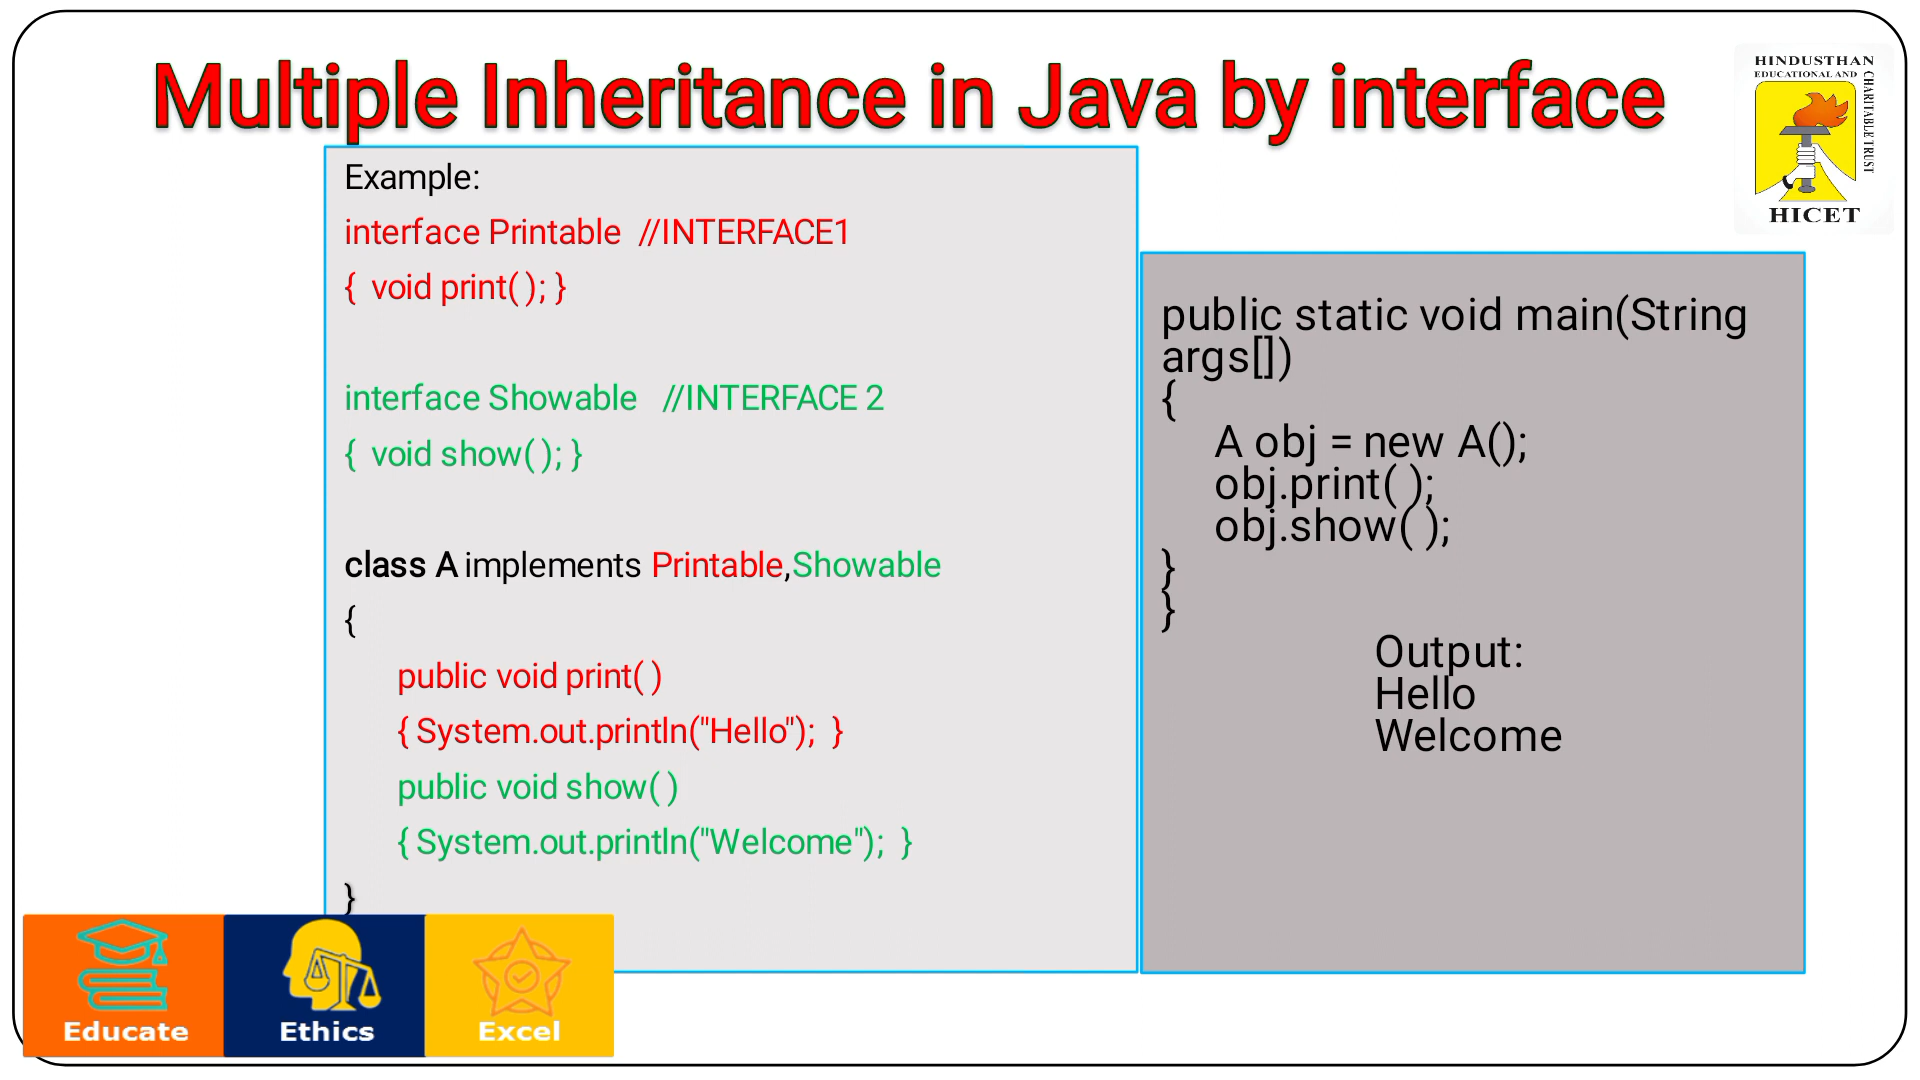 Multiple Inheritance in Java by interface
HINDUSTHAN
EDUCATIONAL AND
CHARITABLE TRUST
HICET
Example:
interface Printable  //INTERFACE1
{  void print( ); }
interface Showable   //INTERFACE 2
{  void show( ); }
class A implements Printable,Showable
{
public void print( )
{ System.out.println("Hello");  }
public void show( )
{ System.out.println("Welcome");  }
}
public static void main(String
args[])
{
A obj = new A();
obj.print( );
obj.show( );
}
}
Output:
Hello
Welcome
Educate
Ethics
Excel